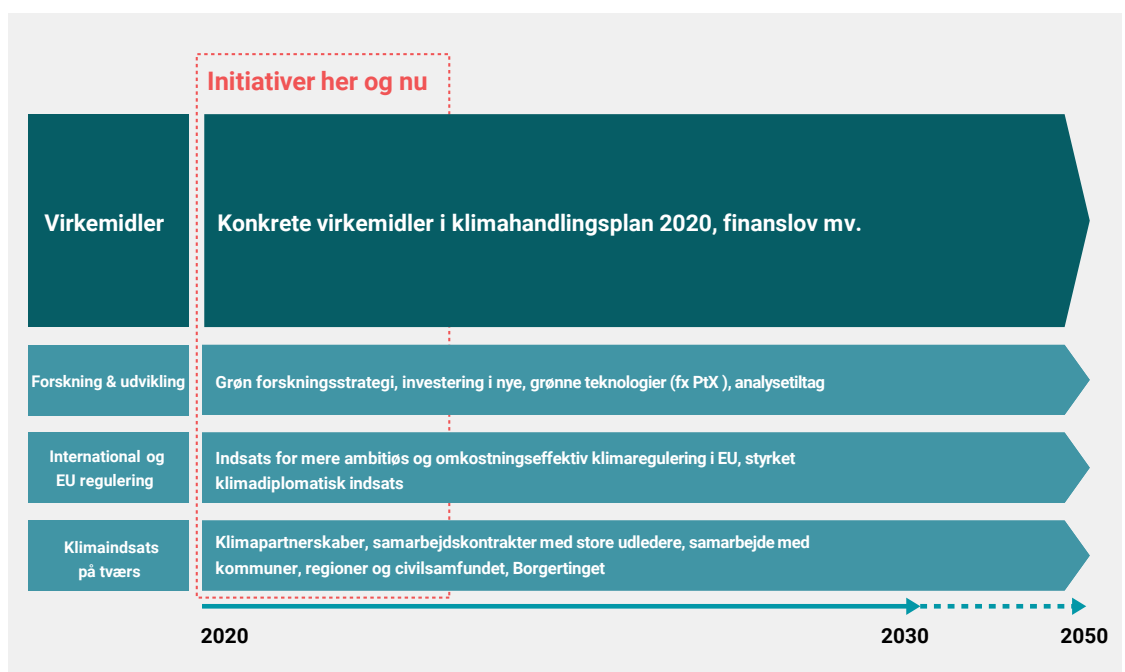 Initiativer her og nu
Virkemidler
Konkrete virkemidler i klimahandlingsplan 2020, finanslov mv.
Forskning & udvikling
Grøn forskningsstrategi, investering i nye, grønne teknologier (fx PtX ), analysetiltag
International og
EU regulering
Indsats for mere ambitiøs og omkostningseffektiv klimaregulering i EU, styrket
klimadiplomatisk indsats
Klimaindsats
på tværs
Klimapartnerskaber, samarbejdskontrakter med store udledere, samarbejde med
kommuner, regioner og civilsamfundet, Borgertinget
2020
2030
2050